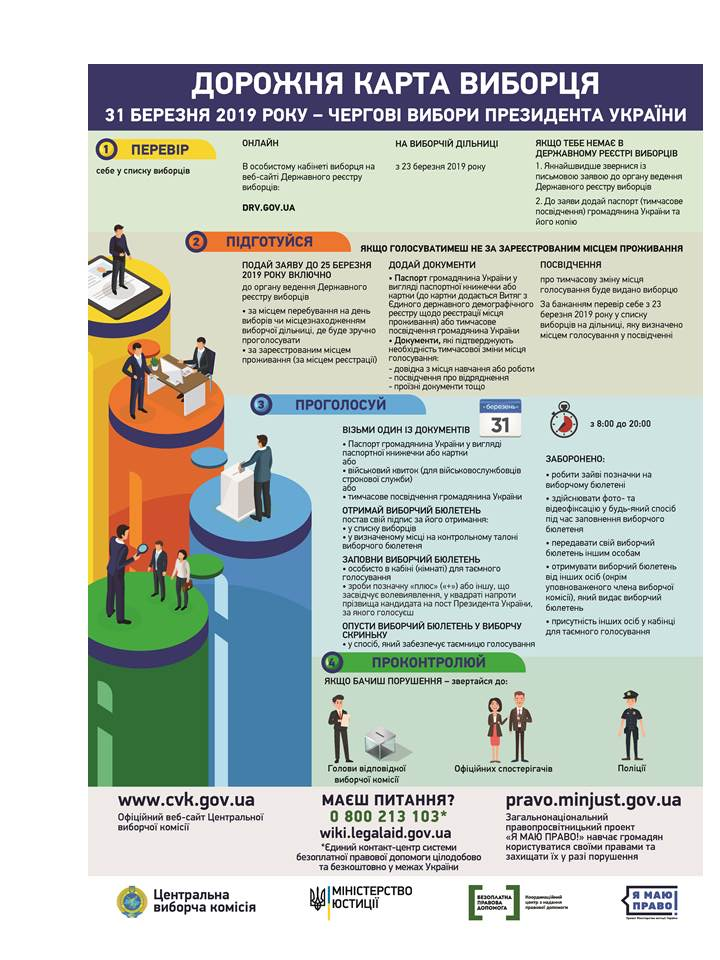 ДОРОЖНЯ КАРТА ВИБОРЦЯ
31 БЕРЕЗНЯ 2019 РОКУ – ЧЕРГОВІ ВИБОРИ ПРЕЗИДЕНТА УКРАЇНИ
1 ПЕРЕВІР
себе у списку виборців
ОНЛАЙН
В особистому кабінеті виборця на
веб-сайті Державного реєстру
виборців:
DRV.GOV.UA
НА ВИБОРЧІЙ ДІЛЬНИЦІ
з 23 березня 2019 року
ЯКЩО ТЕБЕ НЕМАЄ В
ДЕРЖАВНОМУ РЕЄСТРІ ВИБОРЦІВ
1. Якнайшвидше звернися із
письмовою заявою до органу ведення
Державного реєстру виборців
2. До заяви додай паспорт (тимчасове
посвідчення) громадянина України та
його копію
2 ПІДГОТУЙСЯ
ЯКЩО ГОЛОСУВАТИМЕШ НЕ ЗА ЗАРЕЄСТРОВАНИМ МІСЦЕМ ПРОЖИВАННЯ
ПОДАЙ ЗАЯВУ ДО 25 БЕРЕЗНЯ
2019 РОКУ ВКЛЮЧНО
до органу ведення Державного
реєстру виборців
• за місцем перебування на день
виборів чи місцезнаходженням
виборчої дільниці, де буде зручно
проголосувати
• за зареєстрованим місцем
проживання (за місцем реєстрації)
ДОДАЙ ДОКУМЕНТИ
• Паспорт громадянина України у
вигляді паспортної книжечки або
картки (до картки додається Витяг з
Єдиного державного демографічного
реєстру щодо реєстрації місця
проживання) або тимчасове
посвідчення громадянина України
• Документи, які підтверджують
необхідність тимчасової зміни місця
голосування:
- довідка з місця навчання або роботи
- посвідчення про відрядження
- проїзні документи тощо
ПОСВІДЧЕННЯ
про тимчасову зміну місця
голосування буде видано виборцю
За бажанням перевір себе з 23
березня 2019 року у списку
виборців на дільниці, яку визначено
місцем голосування у посвідченні
3 ПРОГОЛОСУЙ
ВІЗЬМИ ОДИН ІЗ ДОКУМЕНТІВ
• Паспорт громадянина України у вигляді
паспортної книжечки або картки
або
• військовий квиток (для військовослужбовців
строкової служби)
або
• тимчасове посвідчення громадянина України
ОТРИМАЙ ВИБОРЧИЙ БЮЛЕТЕНЬ
постав свій підпис за його отримання:
• у списку виборців
• у визначеному місці на контрольному талоні
виборчого бюлетеня
ЗАПОВНИ ВИБОРЧИЙ БЮЛЕТЕНЬ
• особисто в кабіні (кімнаті) для таємного
голосування
• зроби позначку «плюс» («+») або іншу, що
засвідчує волевиявлення, у квадраті напроти
прізвища кандидата на пост Президента України,
за якого голосуєш
ОПУСТИ ВИБОРЧИЙ БЮЛЕТЕНЬ У ВИБОРЧУ
СКРИНЬКУ
• у спосіб, який забезпечує таємницю голосування
березень
31
з 8:00 до 20:00
ЗАБОРОНЕНО:
• робити зайві позначки на
виборчому бюлетені
• здійснювати фото- та
відеофіксацію у будь-який спосіб
під час заповнення виборчого
бюлетеня
• передавати свій виборчий
бюлетень іншим особам
• отримувати виборчий бюлетень
від інших осіб (окрім
уповноваженого члена виборчої
комісії), який видає виборчий
бюлетень
• присутність інших осіб у кабінці
для таємного голосування
4 ПРОКОНТРОЛЮЙ
ЯКЩО БАЧИШ ПОРУШЕННЯ – звертайся до:
Голови відповідної
виборчої комісії
Офіційних спостерігачів
Поліції
www.cvk.gov.ua
Офіційний веб-сайт Центральної
виборчої комісії
МАЄШ ПИТАННЯ?
0 800 213 103*
wiki.legalaid.gov.ua
*Єдиний контакт-центр системи
безоплатної правової допомоги цілодобово
та безкоштовно у межах України
pravo.minjust.gov.ua
Загальнонаціональний
правопросвітницький проект
«Я МАЮ ПРАВО!» навчає громадян
користуватися своїми правами та
захищати їх у разі порушення
Центральна
виборча комісія
МІНІСТЕРСТВО
ЮСТИЦІЇ
БЕЗОПЛАТНА
ПРАВОВА
ДОПОМОГА
Координаційний
центр з надання
правової допомоги
Я МАЮ
ПРАВО!
Проект Міністерства юстиції України